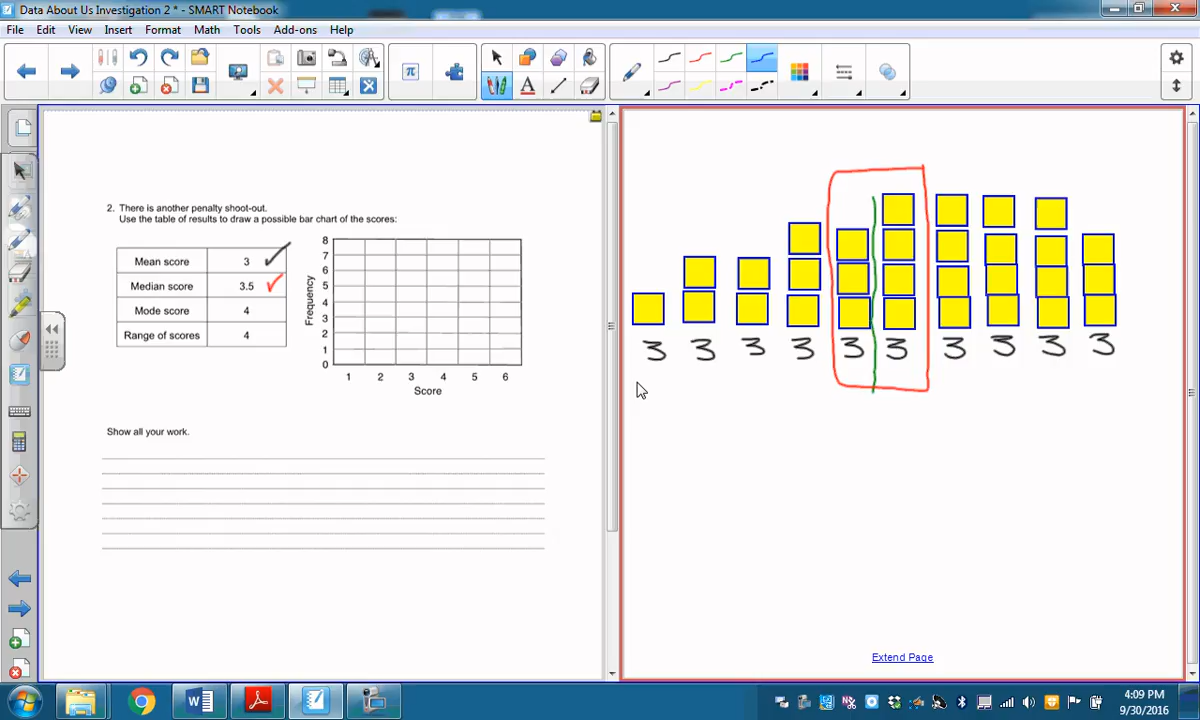 Data About Us Investigation 2 * - SMART Notebook
File Edit View Insert Format Math Tools Add-ons Help
2. There is another penalty shoot-out.
Use the table of results to draw a possible bar chart of the scores:
Mean score 3
Median score 3.5
Mode score 4
Range of scores 4
8
7
6
5
4
3
2
1
0
Frequency
1 2 3 4 5 6
Score
Show all your work.
3 3 3 3 3 3 3 3 3 3
Extend Page
4:09 PM
9/30/2016